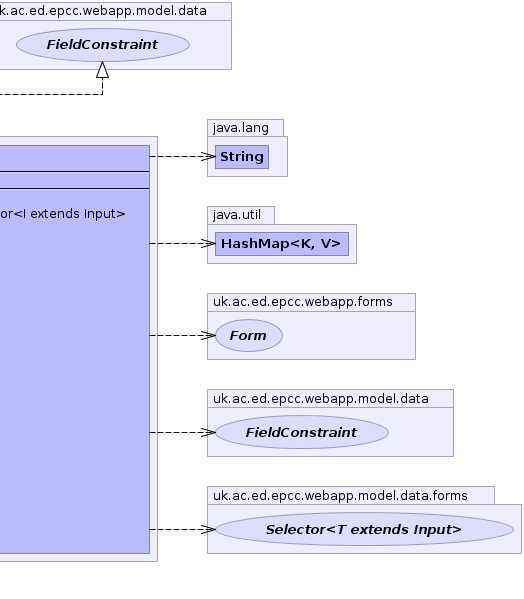 k.ac.ed.epcc.webapp.model.data
FieldConstraint
java.lang
String
or<I extends Input>
java.util
HashMap<K, V>
uk.ac.ed.epcc.webapp.forms
Form
uk.ac.ed.epcc.webapp.model.data
FieldConstraint
uk.ac.ed.epcc.webapp.model.data.forms
Selector<T extends Input>